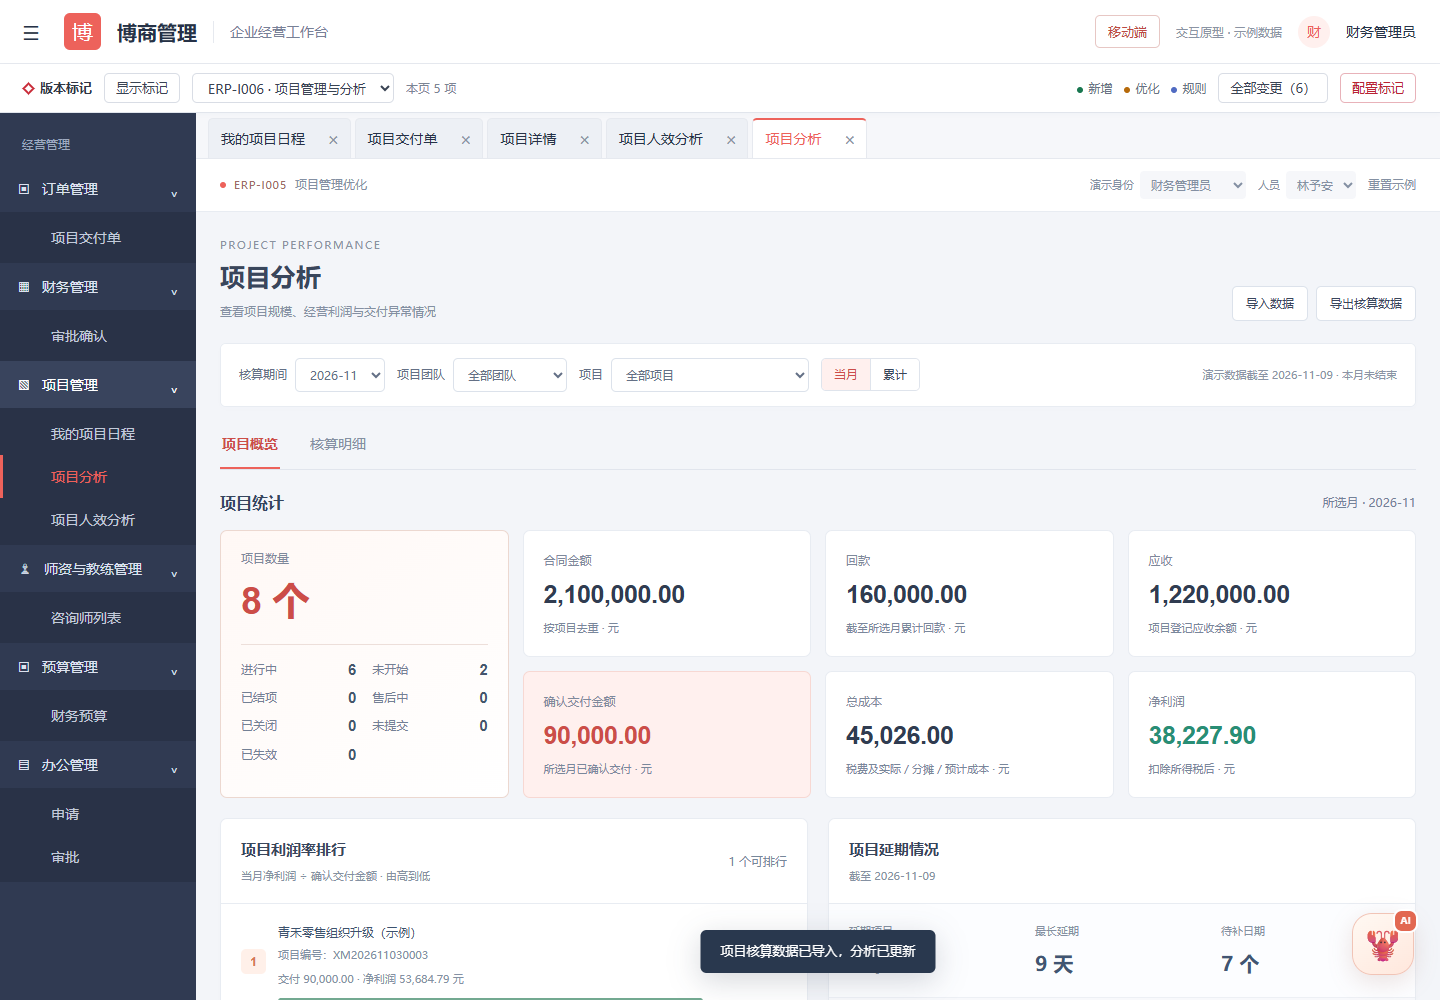 ☰ 博 博商管理 企业经营工作台 移动端 交互原型 · 示例数据 财 财务管理员
版本标记 显示标记 ERP-I006 · 项目管理与分析 本页 5 项 新增 优化 规则 全部变更（6） 配置标记
经营管理
订单管理
项目交付单
财务管理
审批确认
项目管理
我的项目日程
项目分析
项目人效分析
师资与教练管理
咨询师列表
预算管理
财务预算
办公管理
申请
审批
我的项目日程 × 项目交付单 × 项目详情 × 项目人效分析 × 项目分析 ×
ERP-I005 项目管理优化 演示身份 财务管理员 人员 林予安 重置示例
PROJECT PERFORMANCE
项目分析
查看项目规模、经营利润与交付异常情况
导入数据 导出核算数据
核算期间 2026-11 项目团队 全部团队 项目 全部项目 当月 累计 演示数据截至 2026-11-09 · 本月未结束
项目概览 核算明细
项目统计 所选月 · 2026-11
项目数量
8 个
进行中 6 未开始 2
已结项 0 售后中 0
已关闭 0 未提交 0
已失效 0
合同金额
2,100,000.00
按项目去重 · 元
回款
160,000.00
截至所选月累计回款 · 元
应收
1,220,000.00
项目登记应收余额 · 元
确认交付金额
90,000.00
所选月已确认交付 · 元
总成本
45,026.00
税费及实际 / 分摊 / 预计成本 · 元
净利润
38,227.90
扣除所得税后 · 元
项目利润率排行
当月净利润 ÷ 确认交付金额 · 由高到低
1 个可排行
1
青禾零售组织升级（示例）
项目编号：XM202611030003
交付 90,000.00 · 净利润 53,684.79 元
项目延期情况
截至 2026-11-09
最长延期
9 天
待补日期
7 个
项目核算数据已导入，分析已更新
AI